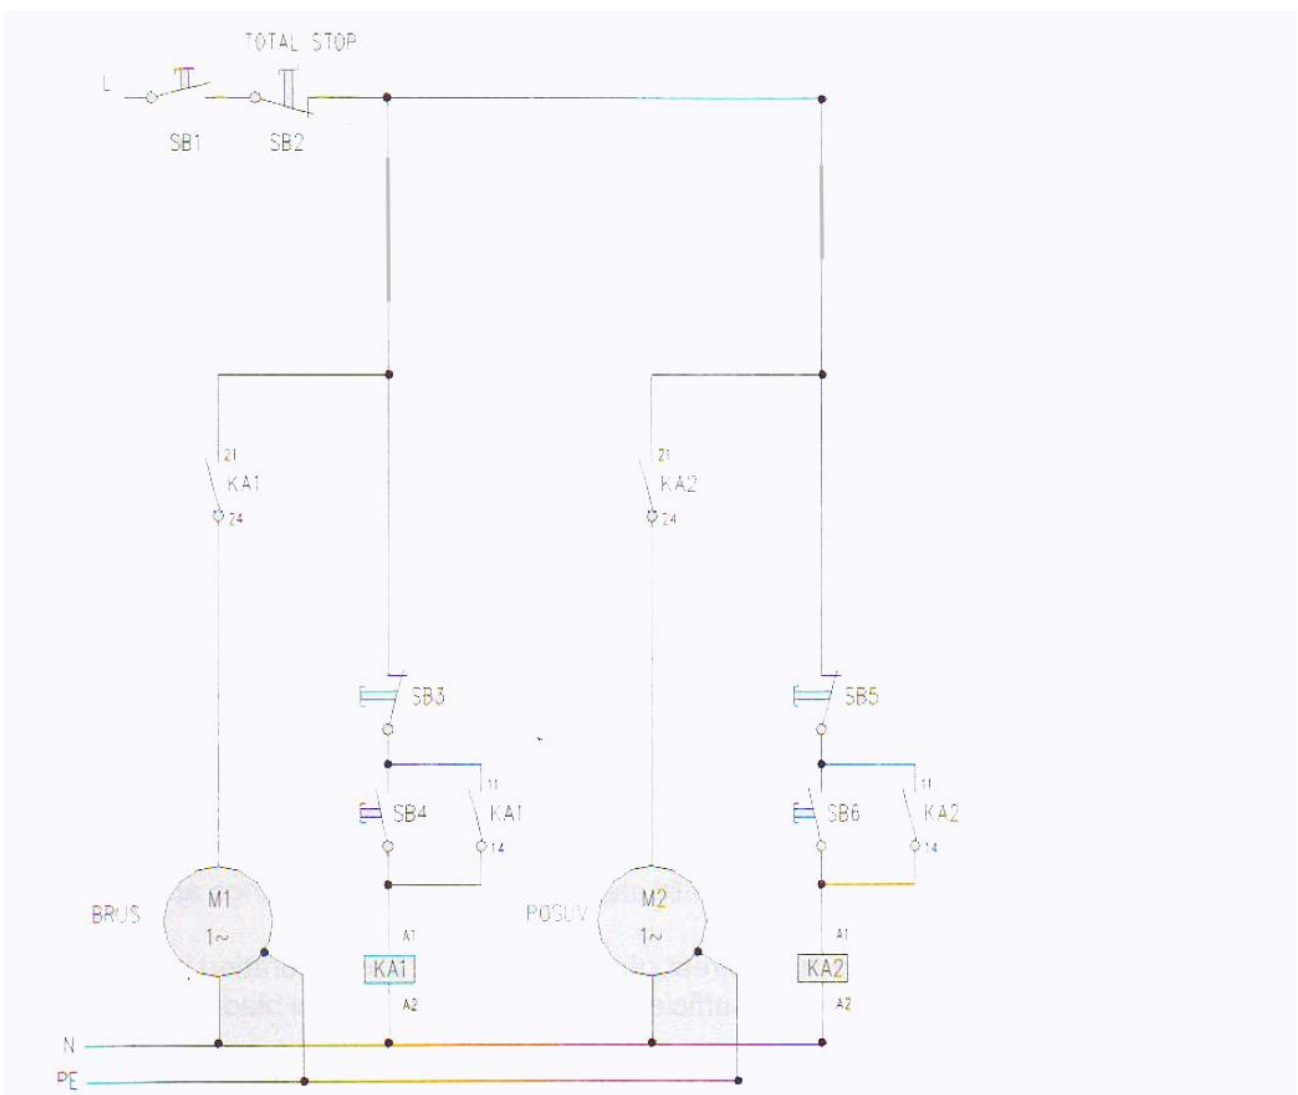 TOTAL STOP
L
SB1
SB2
21
KA1
24
21
KA2
24
SB3
SB5
11
SB4
KA1
14
11
SB6
KA2
14
BRUS
M1
1~
A1
KA1
A2
POSUV
M2
1~
A1
KA2
A2
N
PE